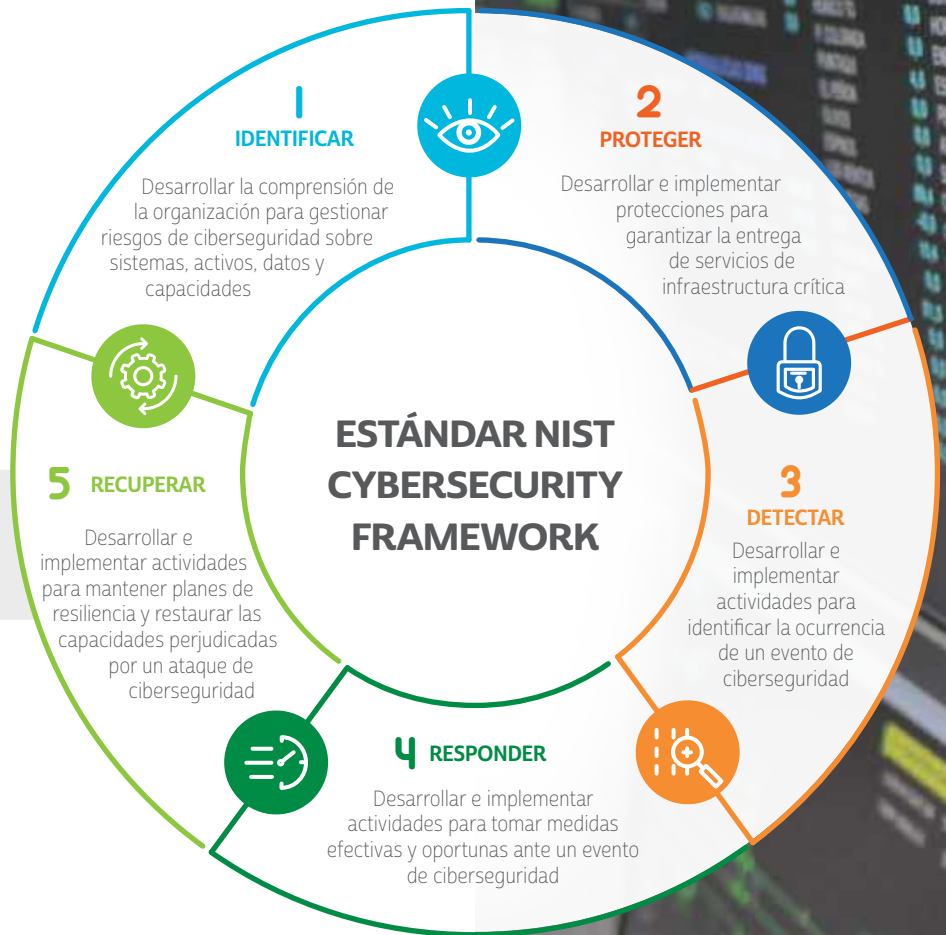 1
IDENTIFICAR
Desarrollar la comprensión de
la organización para gestionar
riesgos de ciberseguridad sobre
sistemas, activos, datos y
capacidades
2
PROTEGER
Desarrollar e implementar
protecciones para
garantizar la entrega
de servicios de
infraestructura crítica
ESTÁNDAR NIST
CYBERSECURITY
FRAMEWORK
3
DETECTAR
Desarrollar e
implementar
actividades para
identificar la ocurrencia
de un evento de
ciberseguridad
4 RESPONDER
Desarrollar e implementar
actividades para tomar medidas
efectivas y oportunas ante un evento
de ciberseguridad
5 RECUPERAR
Desarrollar e
implementar actividades
para mantener planes de
resiliencia y restaurar las
capacidades perjudicadas
por un ataque de
ciberseguridad